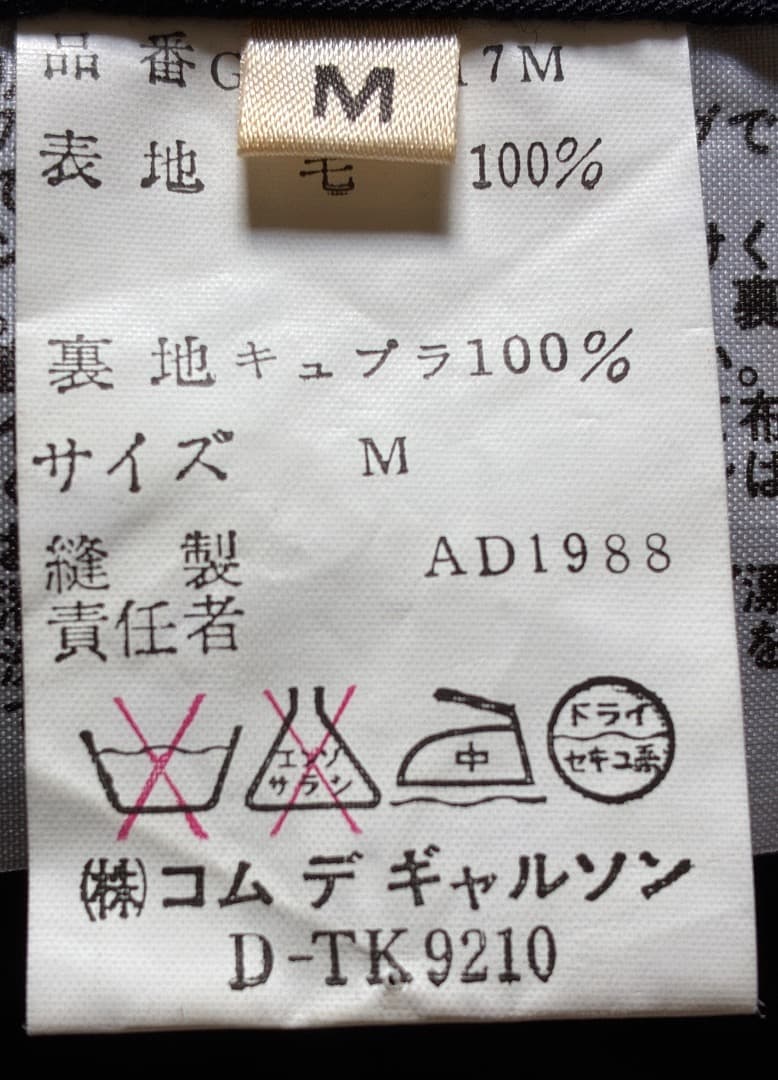 品番 G 17M
M
表地 毛 100%
裏地キュプラ100%
サイズ M
縫製 AD1988
責任者
エンソ
サラシ
中
ドライ
セキユ系
㈱コム デ ギャルソン
D-TK9210